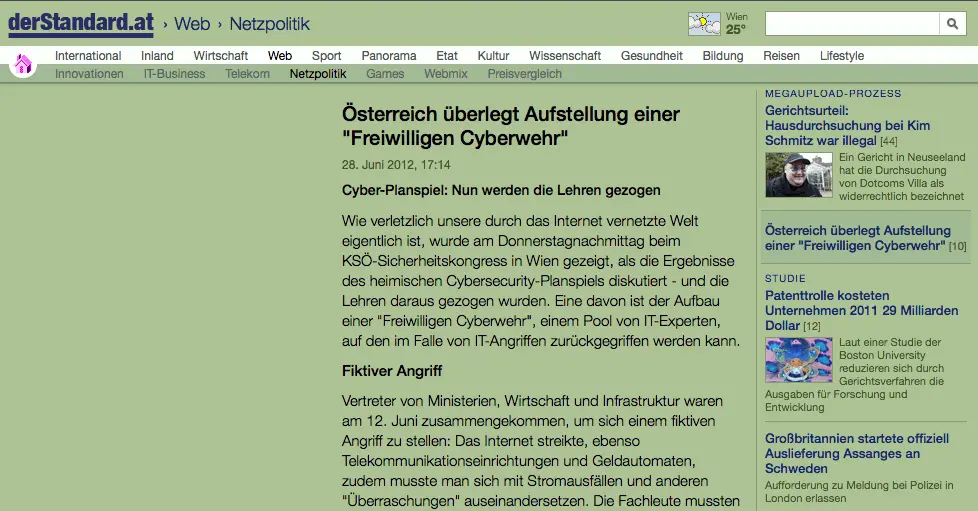 derStandard.at › Web › Netzpolitik
Wien
25°
International Inland Wirtschaft Web Sport Panorama Etat Kultur Wissenschaft Gesundheit Bildung Reisen Lifestyle
Innovationen IT-Business Telekom Netzpolitik Games Webmix Preisvergleich
Österreich überlegt Aufstellung einer
"Freiwilligen Cyberwehr"
28. Juni 2012, 17:14
Cyber-Planspiel: Nun werden die Lehren gezogen
Wie verletzlich unsere durch das Internet vernetzte Welt
eigentlich ist, wurde am Donnerstagnachmittag beim
KSÖ-Sicherheitskongress in Wien gezeigt, als die Ergebnisse
des heimischen Cybersecurity-Planspiels diskutiert - und die
Lehren daraus gezogen wurden. Eine davon ist der Aufbau
einer "Freiwilligen Cyberwehr", einem Pool von IT-Experten,
auf den im Falle von IT-Angriffen zurückgegriffen werden kann.
Fiktiver Angriff
Vertreter von Ministerien, Wirtschaft und Infrastruktur waren
am 12. Juni zusammengekommen, um sich einem fiktiven
Angriff zu stellen: Das Internet streikte, ebenso
Telekommunikationseinrichtungen und Geldautomaten,
zudem musste man sich mit Stromausfällen und anderen
"Überraschungen" auseinandersetzen. Die Fachleute mussten
MEGAUPLOAD-PROZESS
Gerichtsurteil:
Hausdurchsuchung bei Kim
Schmitz war illegal [44]
Ein Gericht in Neuseeland
hat die Durchsuchung
von Dotcoms Villa als
widerrechtlich bezeichnet
Österreich überlegt Aufstellung
einer "Freiwilligen Cyberwehr" [10]
STUDIE
Patenttrolle kosteten
Unternehmen 2011 29 Milliarden
Dollar [12]
Laut einer Studie der
Boston University
reduzieren sich durch
Gerichtsverfahren die
Ausgaben für Forschung und
Entwicklung
Großbritannien startete offiziell
Auslieferung Assanges an
Schweden
Aufforderung zu Meldung bei Polizei in
London erlassen